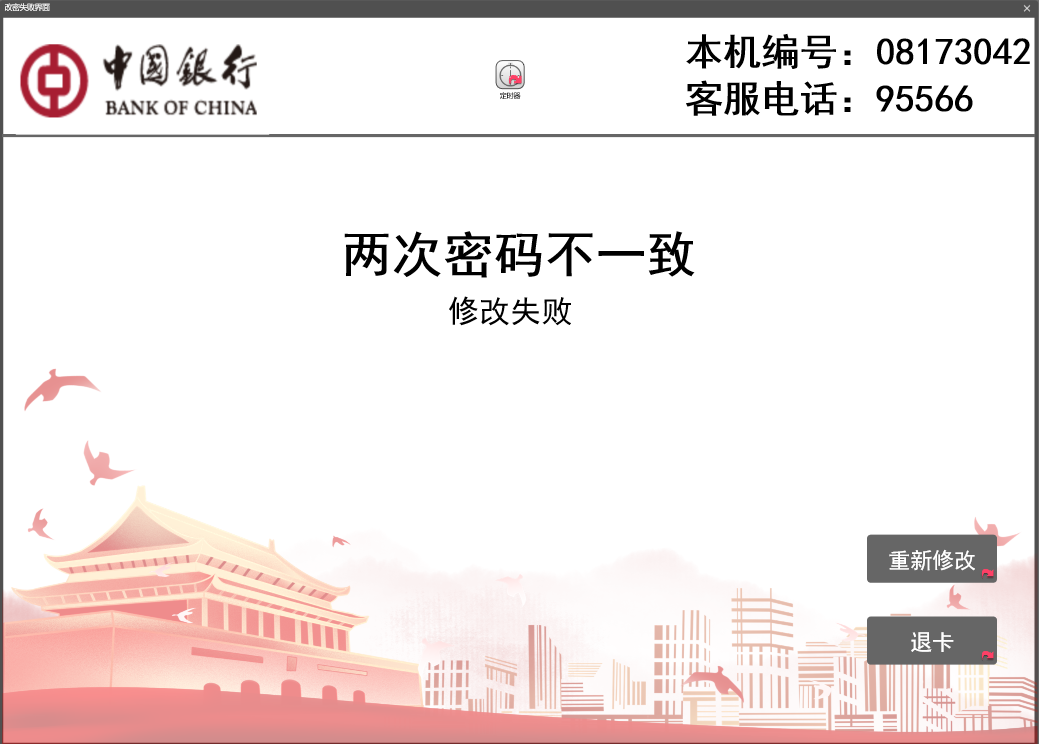 改密失败界面
中国銀行
BANK OF CHINA
定时器
本机编号：08173042
客服电话：95566
两次密码不一致
修改失败
重新修改
退卡